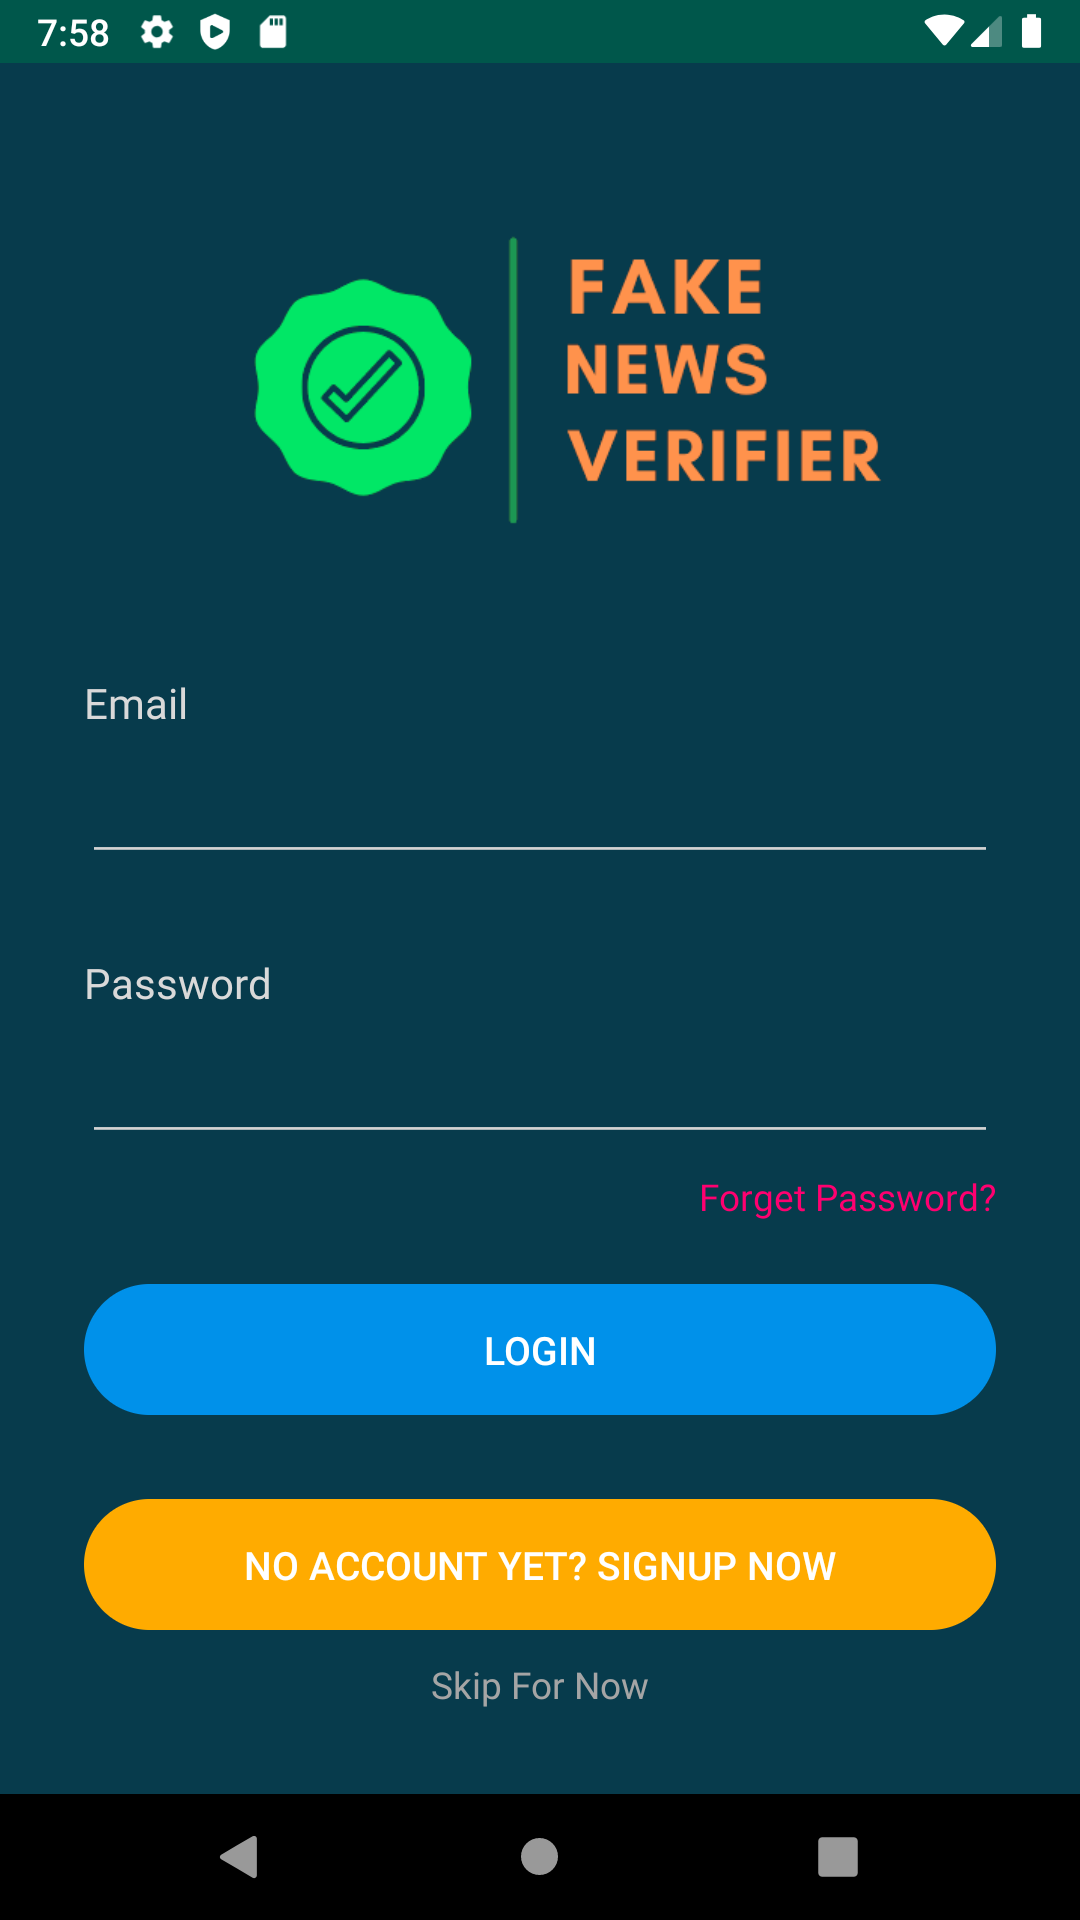 7:58
FAKE
NEWS
VERIFIER
Email
Password
Forget Password?
LOGIN
NO ACCOUNT YET? SIGNUP NOW
Skip For Now